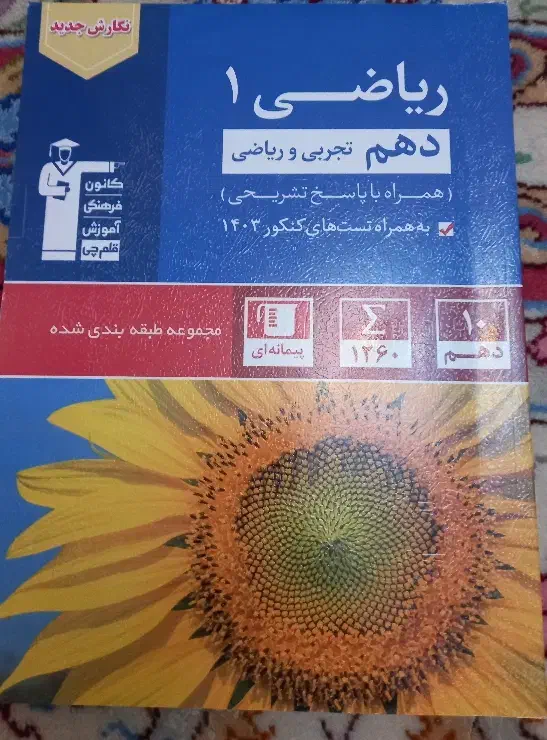 نگارش جدید
ریاضی ۱
دهم تجربی و ریاضی
(همراه با پاسخ تشریحی)
به همراه تست‌های کنکور ۱۴۰۳
کانون
فرهنگی
آموزش
قلم‌چی
۱۰
دهم
Σ
۱۲۶۰
پیمانه‌ای
مجموعه طبقه بندی شده